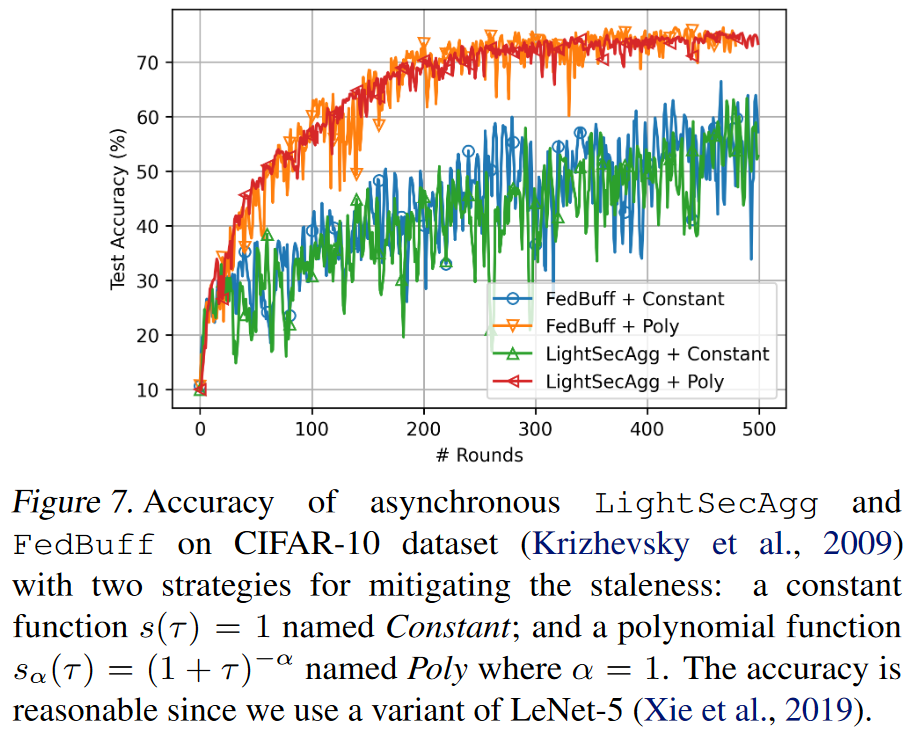 70
60
50
40
30
20
10
Test Accuracy (%)
0 100 200 300 400 500
# Rounds
FedBuff + Constant
FedBuff + Poly
LightSecAgg + Constant
LightSecAgg + Poly
Figure 7. Accuracy of asynchronous LightSecAgg and
FedBuff on CIFAR-10 dataset (Krizhevsky et al., 2009)
with two strategies for mitigating the staleness: a constant
function s(τ) = 1 named Constant; and a polynomial function
sα(τ) = (1 + τ)−α named Poly where α = 1. The accuracy is
reasonable since we use a variant of LeNet-5 (Xie et al., 2019).